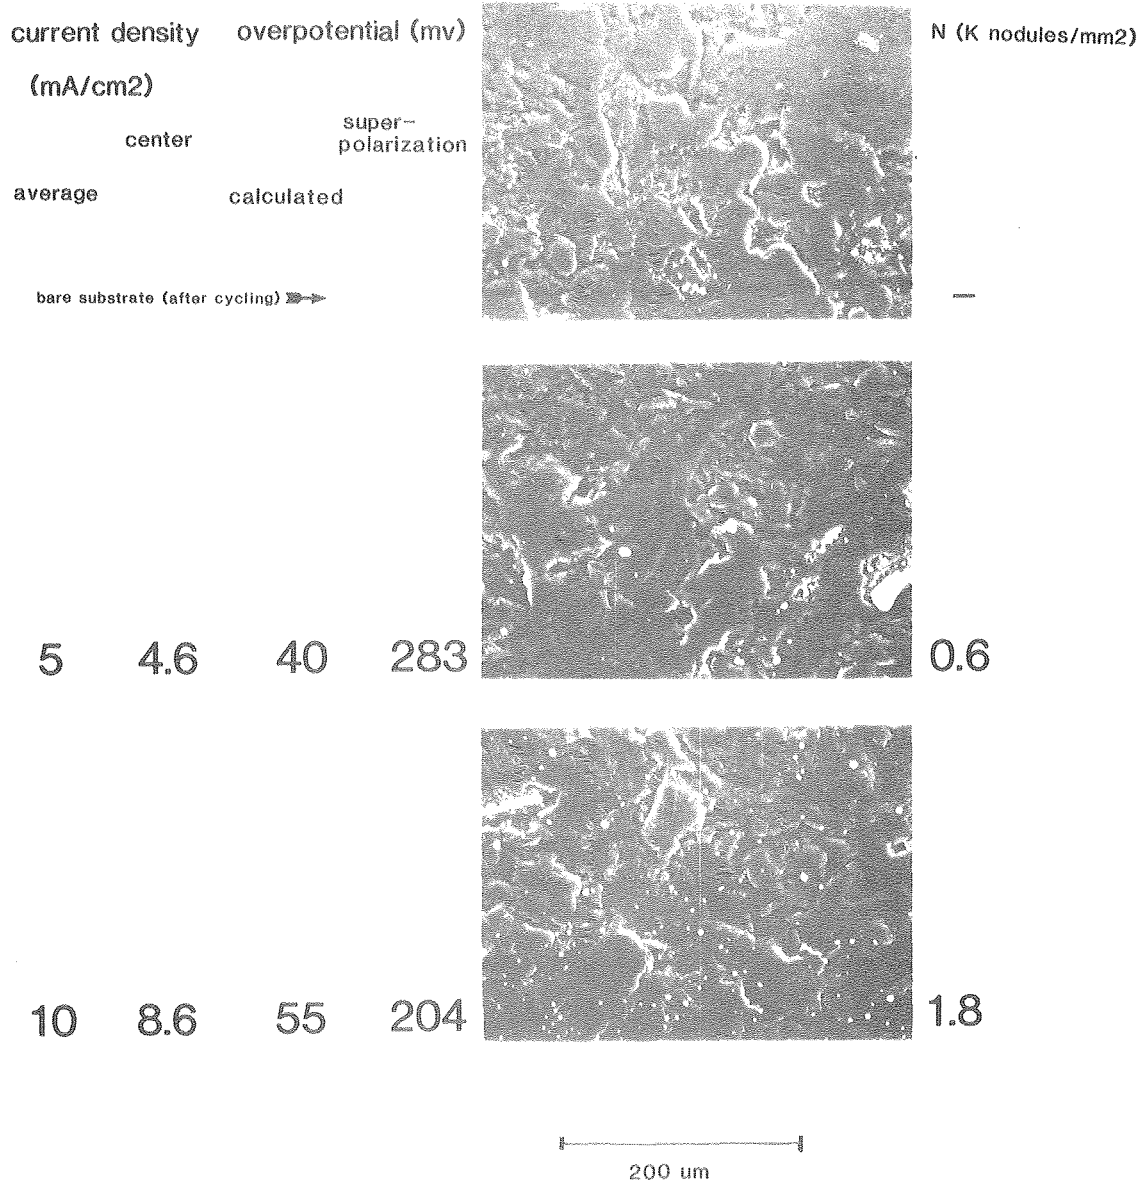 current density overpotential (mv) N (K nodules/mm2)
(mA/cm2)
center super-
polarization
average calculated
bare substrate (after cycling) —
5 4.6 40 283 0.6
10 8.6 55 204 1.8
200 um